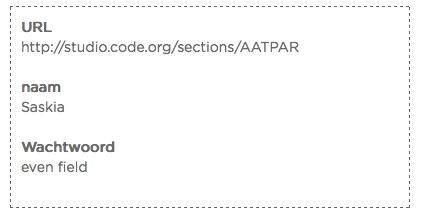 URL
http://studio.code.org/sections/AATPAR
naam
Saskia
Wachtwoord
even field